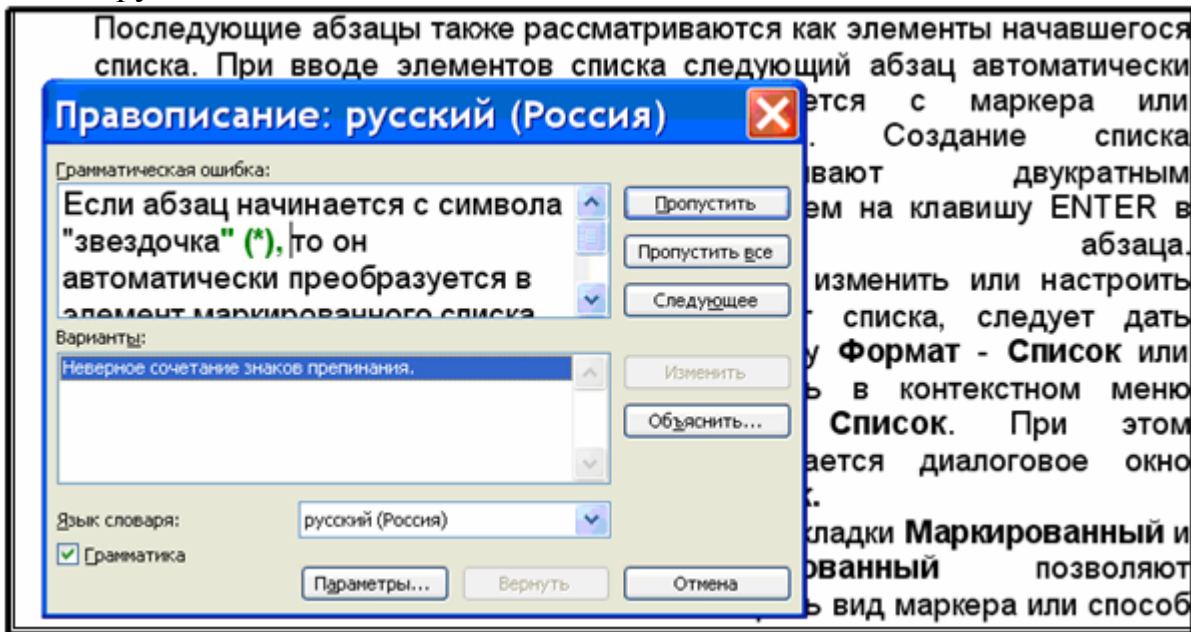 Последующие абзацы также рассматриваются как элементы начавшегося
списка. При вводе элементов списка следующий абзац автоматически
ется с маркера или
Создание списка
двукратным
ем на клавишу ENTER в
абзаца.
изменить или настроить
списка, следует дать
у Формат - Список или
в контекстном меню
Список. При этом
ается диалоговое окно
кладки Маркированный и
ованный позволяют
ь вид маркера или способ
Правописание: русский (Россия)
Грамматическая ошибка:
Если абзац начинается с символа
"звездочка" (*), то он
автоматически преобразуется в
элемент маркированного списка
Пропустить
Пропустить все
Следующее
Варианты:
Неверное сочетание знаков препинания.
Изменить
Объяснить...
Язык словаря:
русский (Россия)
Грамматика
Параметры...
Вернуть
Отмена